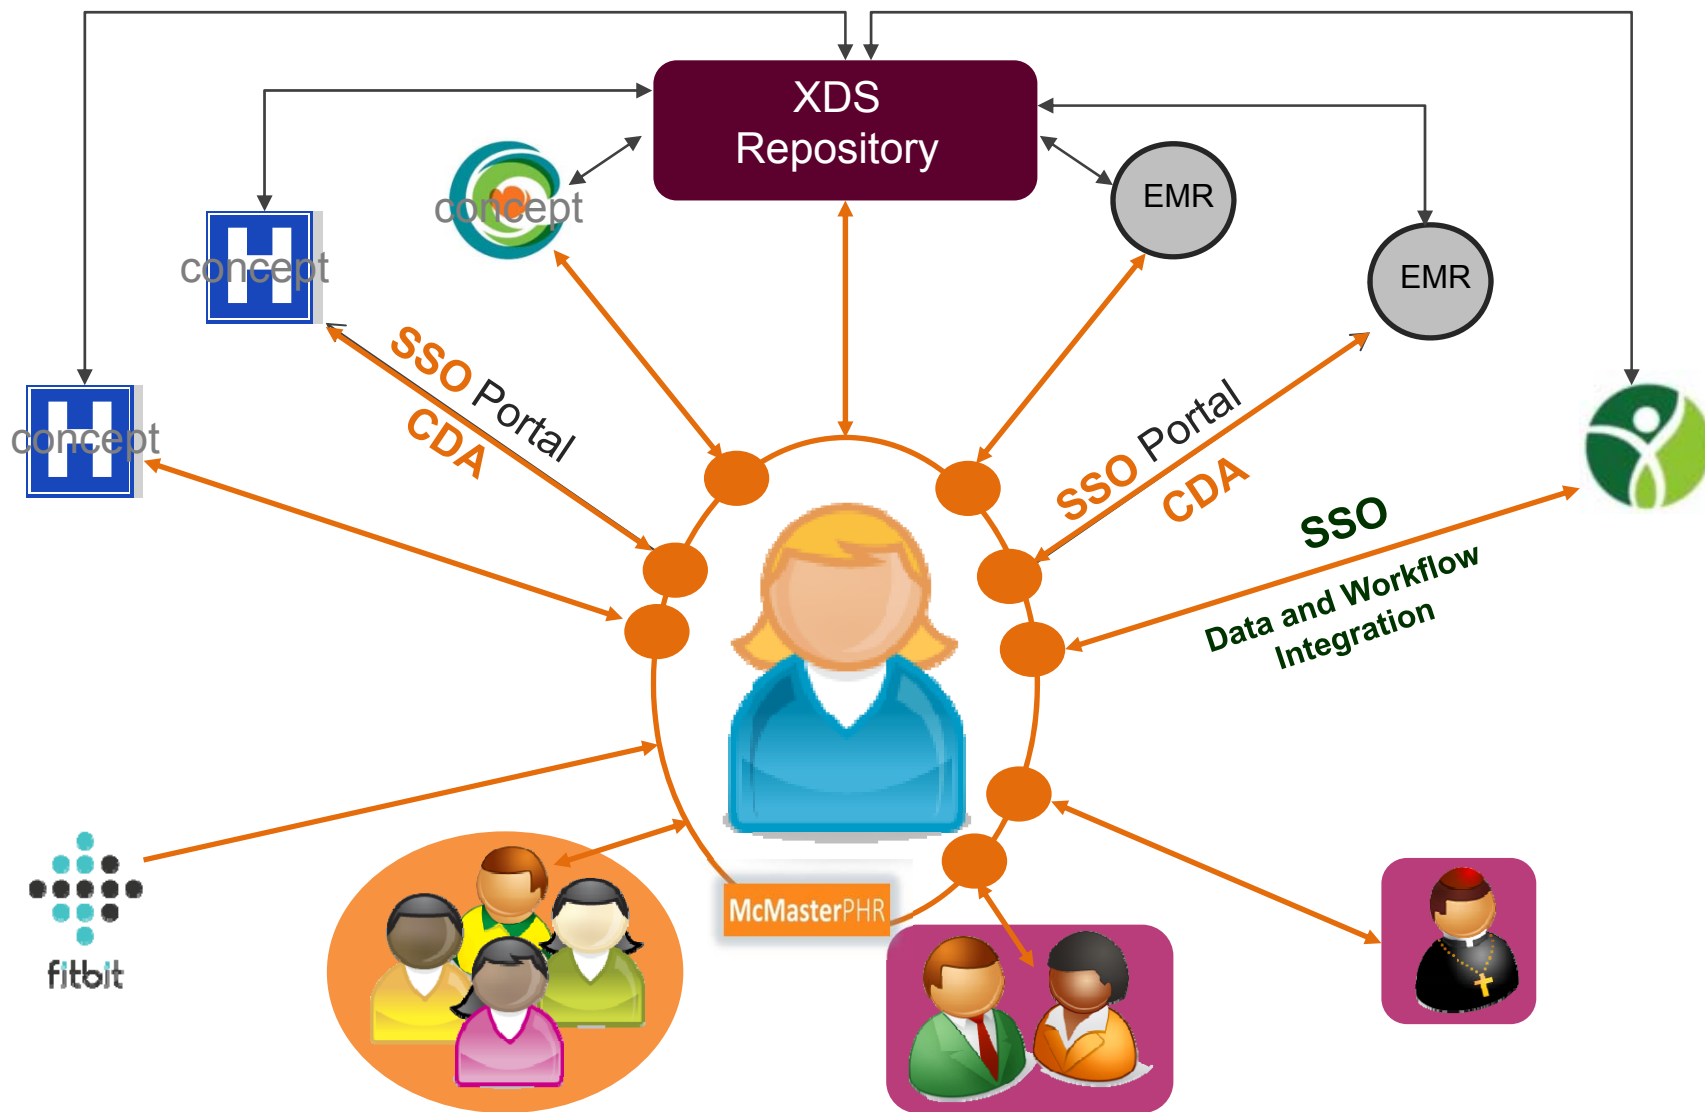 XDS
Repository
concept
EMR
concept
EMR
SSO Portal
CDA
SSO Portal
CDA
concept
SSO
Data and Workflow
Integration
McMasterPHR
fitbit